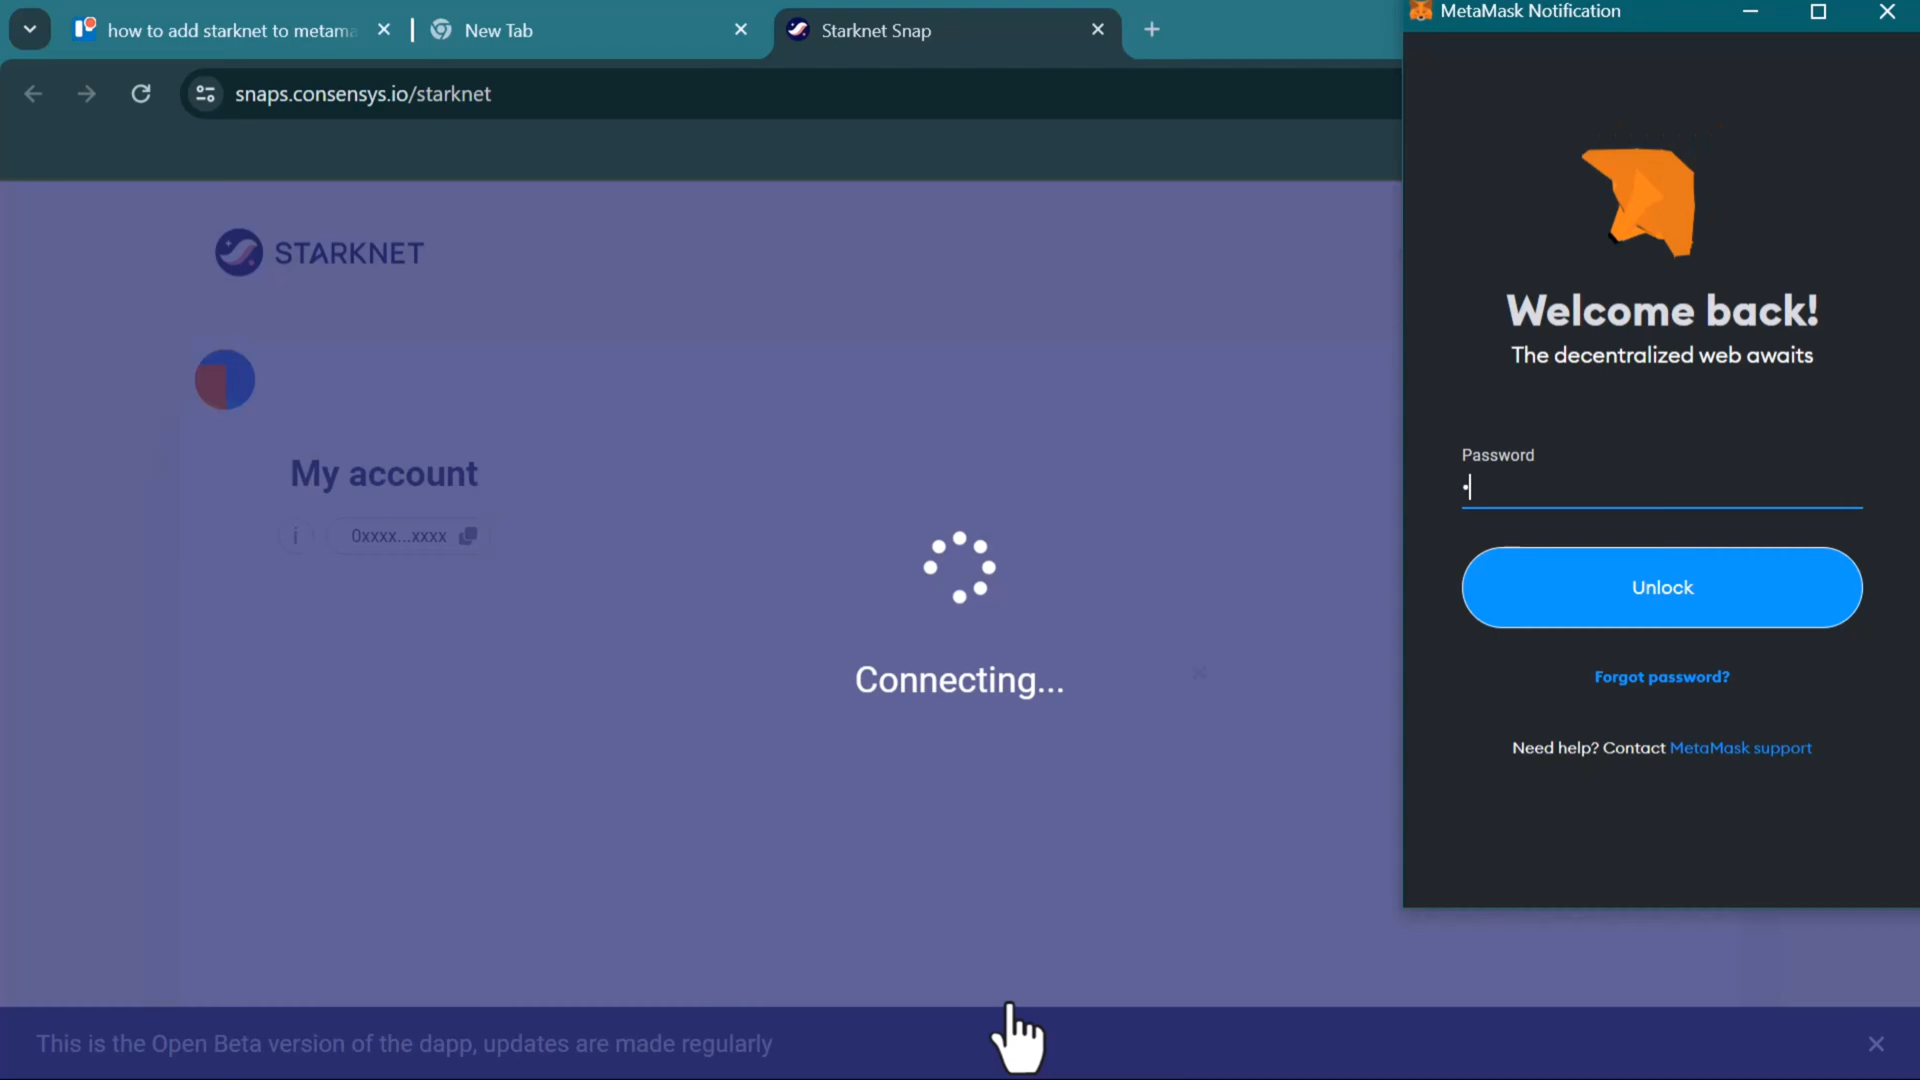 how to add starknet to metama
New Tab
Starknet Snap
MetaMask Notification
snaps.consensys.io/starknet
STARKNET
My account
i
0xxxx...xxxx
Connecting...
Welcome back!
The decentralized web awaits
Password
Unlock
Forgot password?
Need help? Contact MetaMask support
This is the Open Beta version of the dapp, updates are made regularly